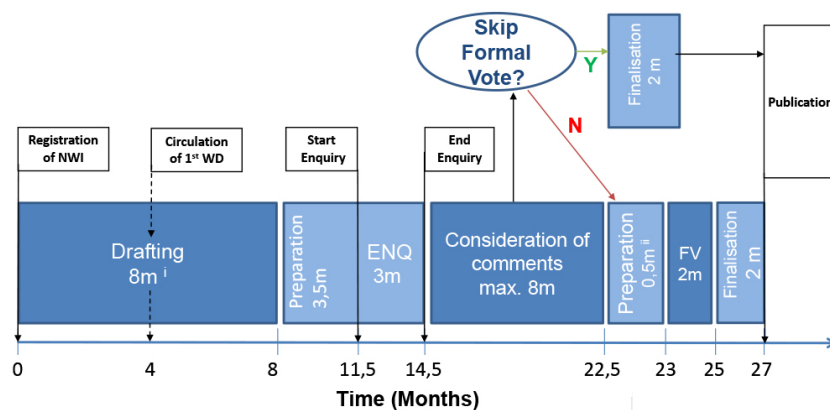 Skip
Formal
Vote?
Y
N
Finalisation
2 m
Publication
Registration
of NWI
Circulation
of 1st WD
Start
Enquiry
End
Enquiry
Drafting
8m i
Preparation
3,5m
ENQ
3m
Consideration of
comments
max. 8m
Preparation
0,5m ii
FV
2m
Finalisation
2 m
0
4
8
11,5
14,5
22,5
23
25
27
Time (Months)